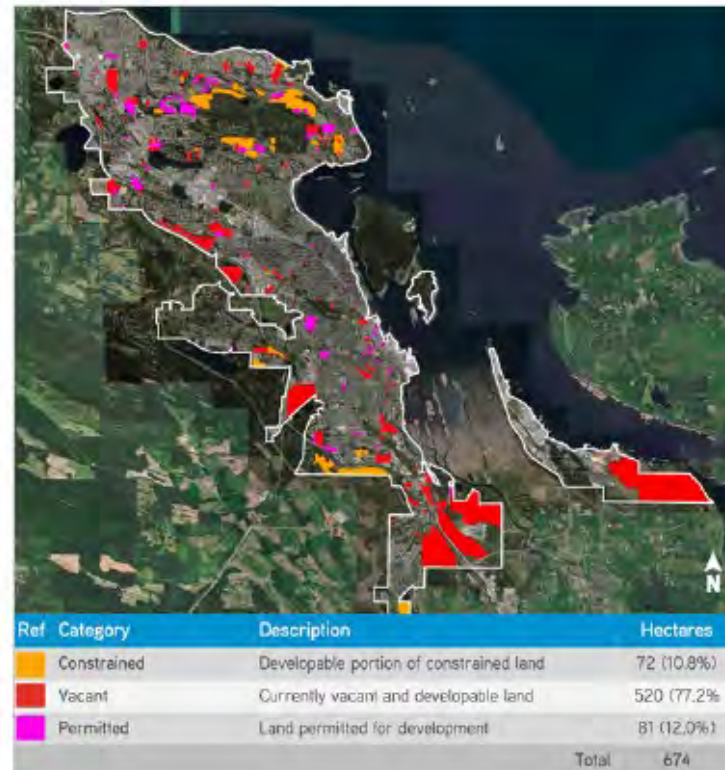 N
Ref Category Description Hectares
Constrained Developable portion of constrained land 72 (10.8%)
Vacant Currently vacant and developable land 520 (77.2%
Permitted Land permitted for development 81 (12.0%)
Total 674